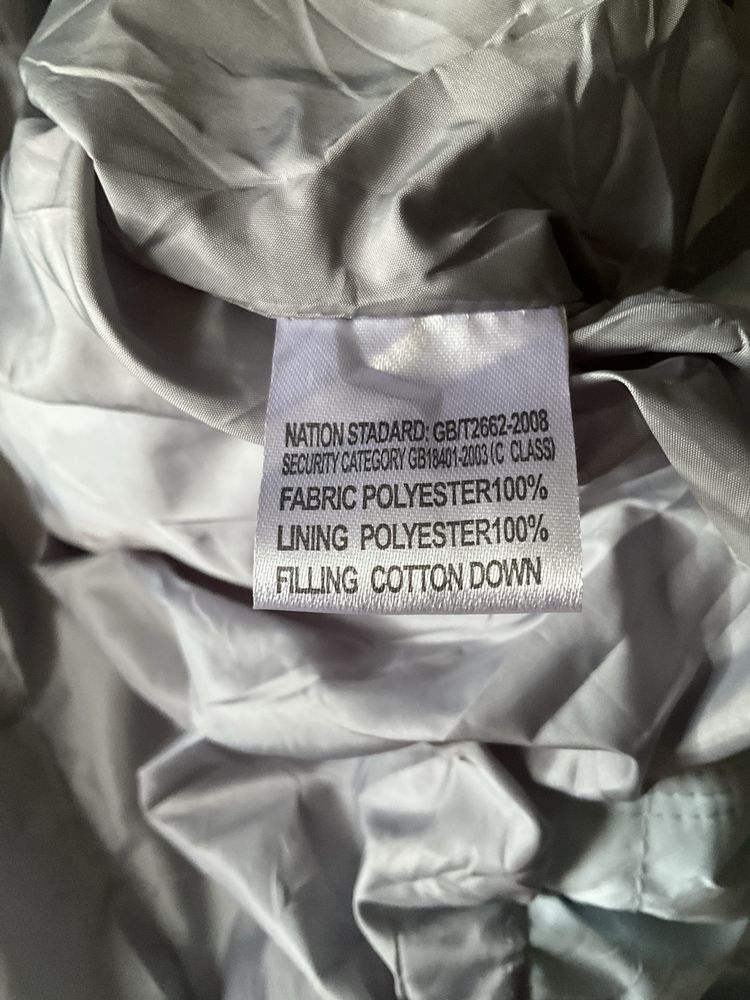 NATION STADARD: GB/T2662-2008
SECURITY CATEGORY GB18401-2003 (C CLASS)
FABRIC POLYESTER100%
LINING POLYESTER100%
FILLING COTTON DOWN